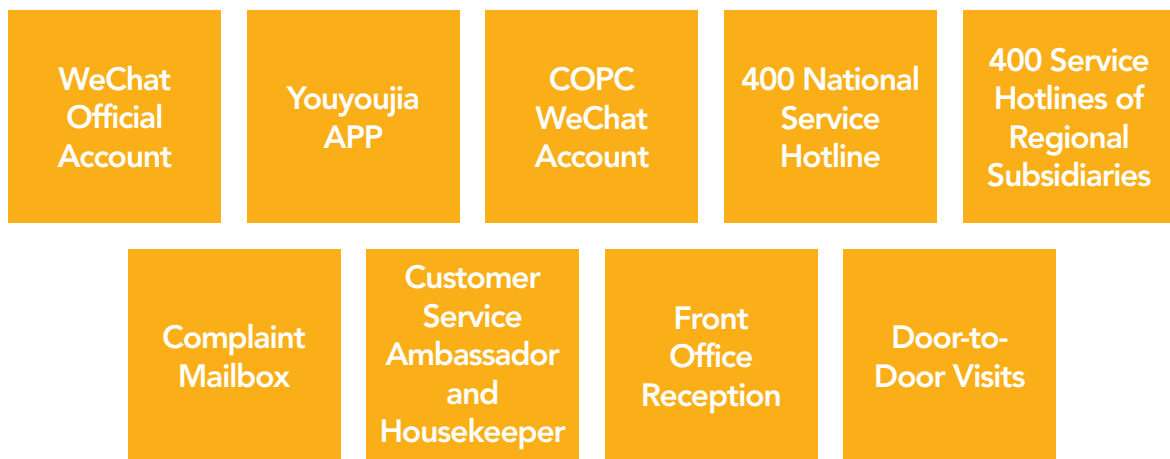 WeChat
Official
Account
Youyoujia
APP
COPC
WeChat
Account
400 National
Service
Hotline
400 Service
Hotlines of
Regional
Subsidiaries
Complaint
Mailbox
Customer
Service
Ambassador
and
Housekeeper
Front
Office
Reception
Door-to-
Door Visits